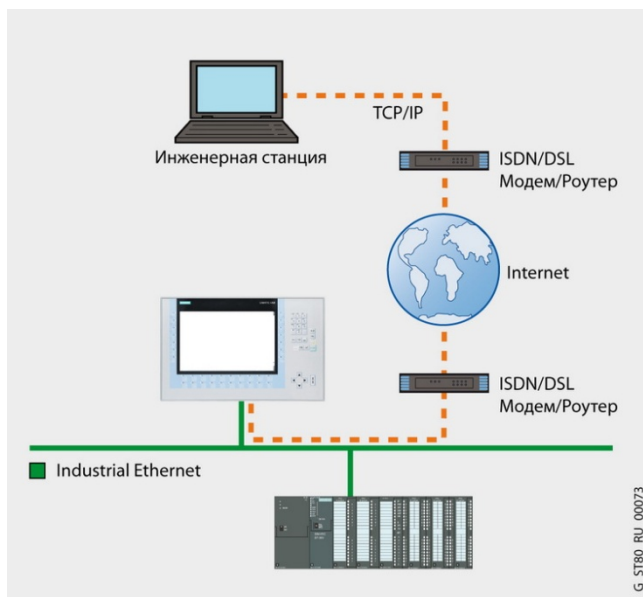 TCP/IP
Инженерная станция
ISDN/DSL
Модем/Роутер
Internet
ISDN/DSL
Модем/Роутер
Industrial Ethernet
G_ST80_RU_00073